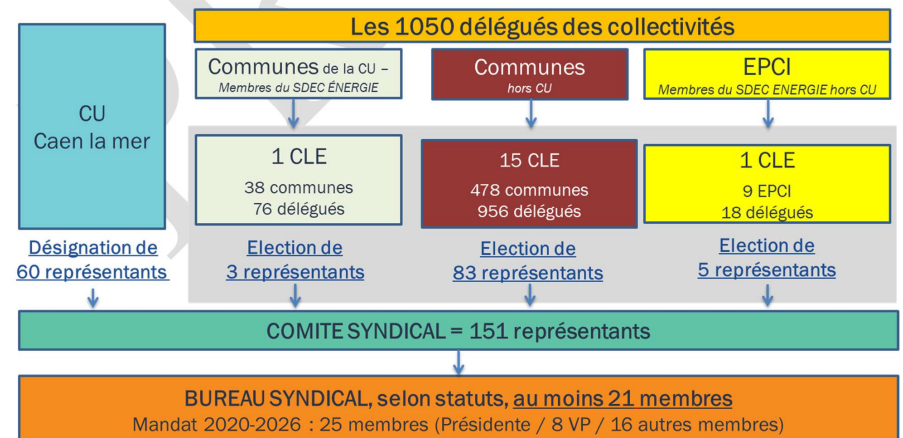 Les 1050 délégués des collectivités
CU
Caen la mer
Communes de la CU –
Membres du SDEC ÉNERGIE
Communes
hors CU
EPCI
Membres du SDEC ENERGIE hors CU
1 CLE
38 communes
76 délégués
15 CLE
478 communes
956 délégués
1 CLE
9 EPCI
18 délégués
Désignation de
60 représentants
Election de
3 représentants
Election de
83 représentants
Election de
5 représentants
COMITE SYNDICAL = 151 représentants
BUREAU SYNDICAL, selon statuts, au moins 21 membres
Mandat 2020-2026 : 25 membres (Présidente / 8 VP / 16 autres membres)